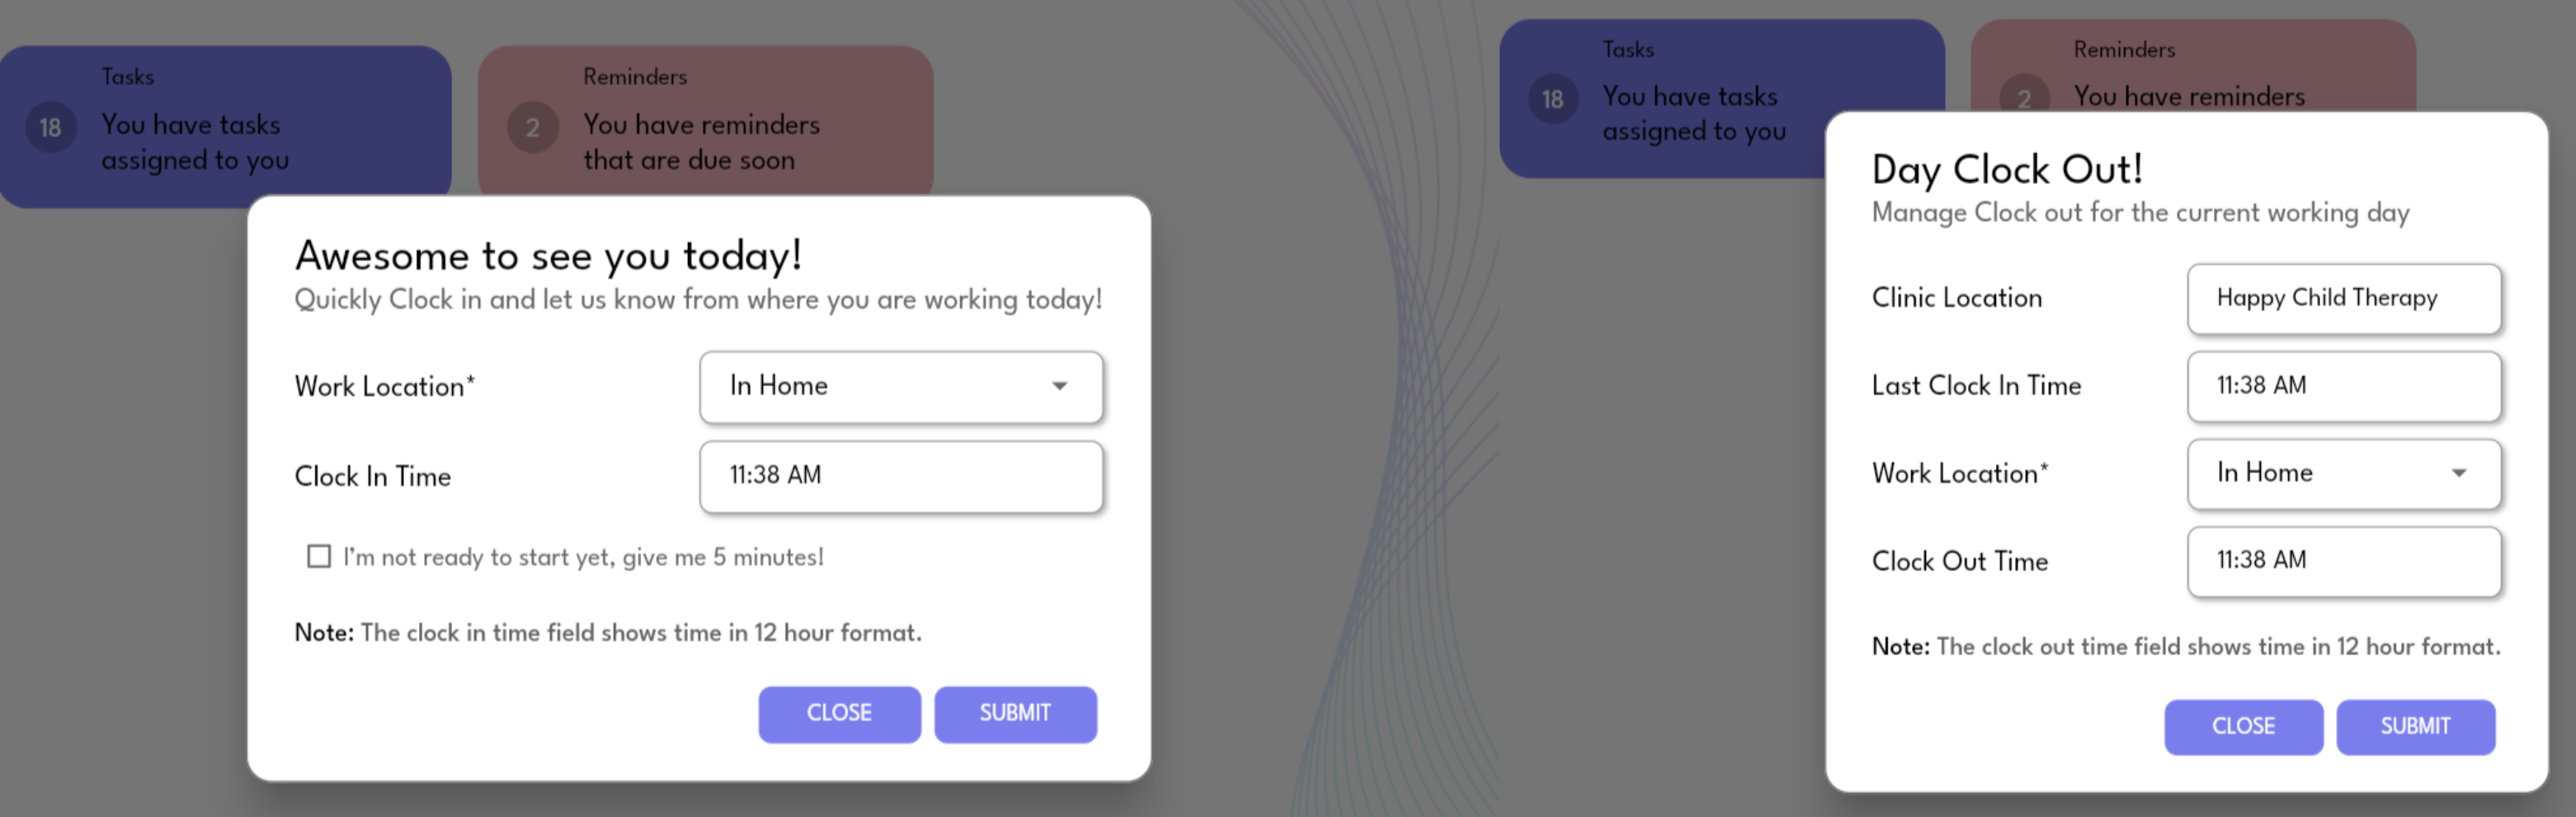 Tasks
18
You have tasks
assigned to you
Reminders
2
You have reminders
that are due soon
Awesome to see you today!
Quickly Clock in and let us know from where you are working today!
Work Location*
In Home
Clock In Time
11:38 AM
I'm not ready to start yet, give me 5 minutes!
Note: The clock in time field shows time in 12 hour format.
CLOSE
SUBMIT
Tasks
18
You have tasks
assigned to you
Reminders
2
You have reminders
Day Clock Out!
Manage Clock out for the current working day
Clinic Location
Happy Child Therapy
Last Clock In Time
11:38 AM
Work Location*
In Home
Clock Out Time
11:38 AM
Note: The clock out time field shows time in 12 hour format.
CLOSE
SUBMIT